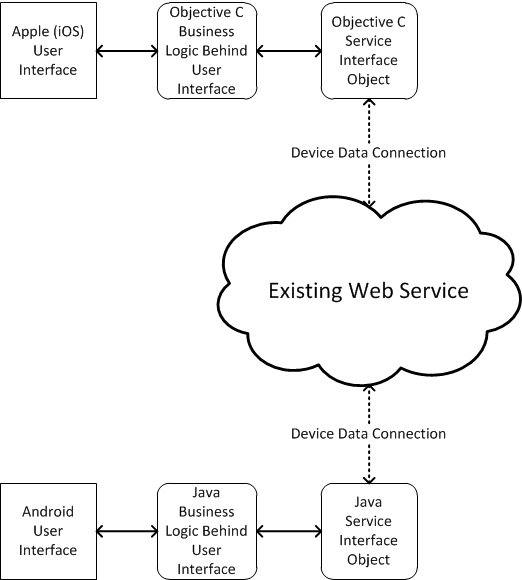 Apple (iOS)
User
Interface
Objective C
Business
Logic Behind
User
Interface
Objective C
Service
Interface
Object
Device Data Connection
Existing Web Service
Device Data Connection
Android
User
Interface
Java
Business
Logic Behind
User
Interface
Java
Service
Interface
Object